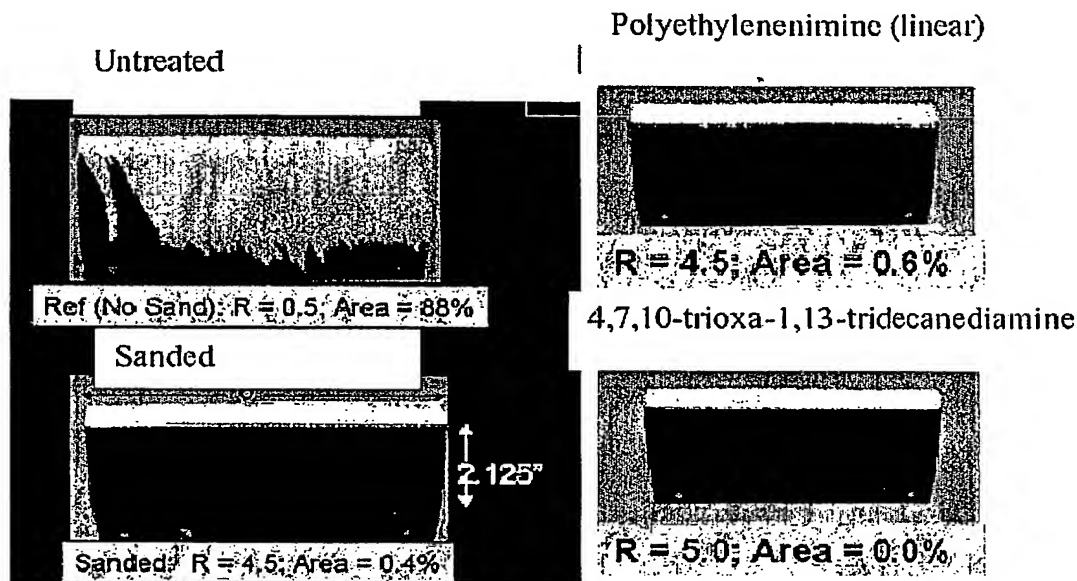 Untreated
Ref (No Sand): R = 0.5, Area = 88%
Sanded
2.125"
Sanded: R = 4.5, Area = 0.4%
Polyethylenenimine (linear)
R = 4.5; Area = 0.6%
4,7,10-trioxa-1,13-tridecanediamine
R = 5.0; Area = 0.0%